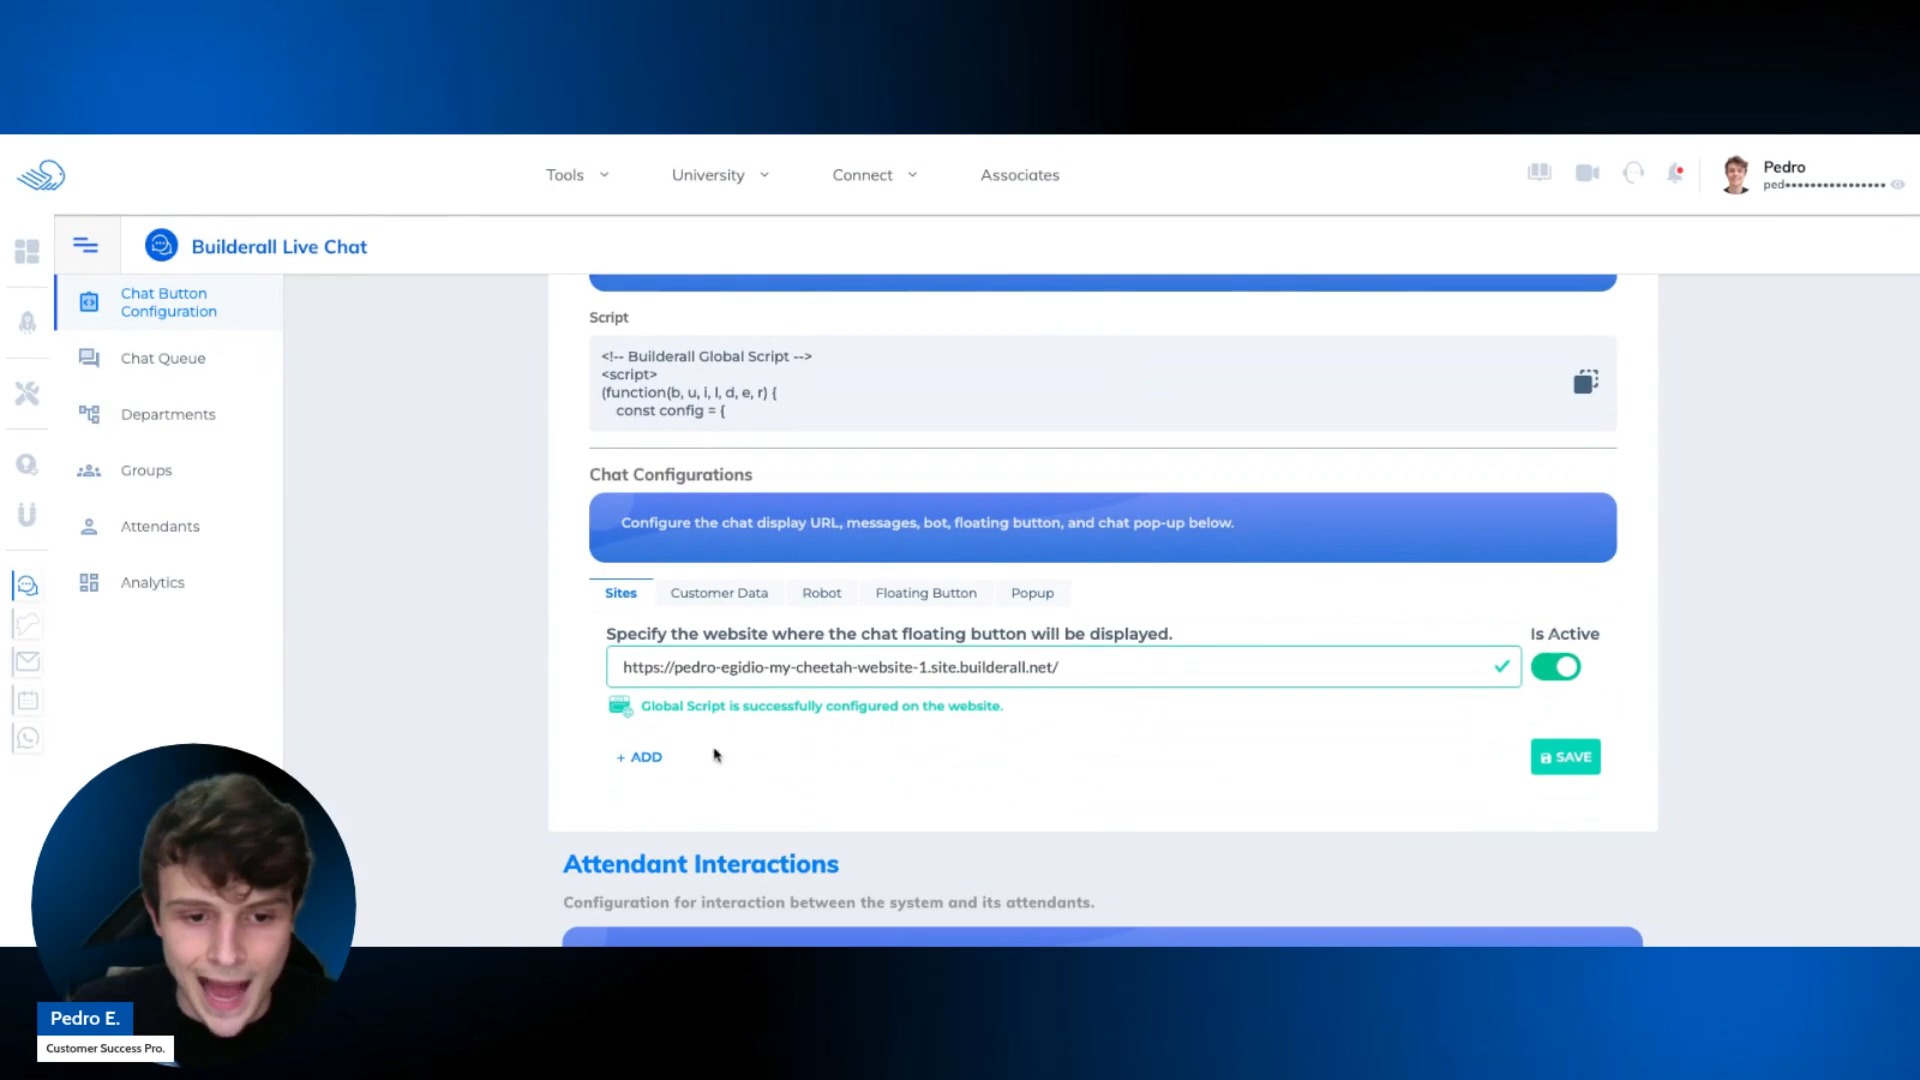 Tools
University
Connect
Associates
Pedro
ped••••••••••••••••
Builderall Live Chat
Chat Button
Configuration
Chat Queue
Departments
Groups
Attendants
Analytics
Script
<!-- Builderall Global Script -->
<script>
(function(b, u, i, l, d, e, r) {
const config = {
Chat Configurations
Configure the chat display URL, messages, bot, floating button, and chat pop-up below.
Sites
Customer Data
Robot
Floating Button
Popup
Specify the website where the chat floating button will be displayed.
Is Active
https://pedro-egidio-my-cheetah-website-1.site.builderall.net/
Global Script is successfully configured on the website.
+ ADD
SAVE
Attendant Interactions
Configuration for interaction between the system and its attendants.
Pedro E.
Customer Success Pro.